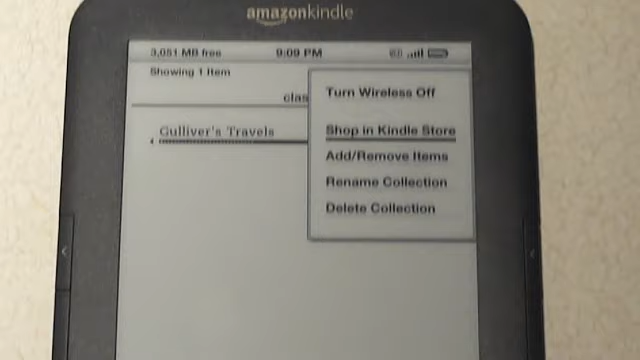 amazonkindle
3,051 MB free 9:09 PM
Showing 1 Item
clas
Gulliver's Travels
Turn Wireless Off
Shop in Kindle Store
Add/Remove Items
Rename Collection
Delete Collection